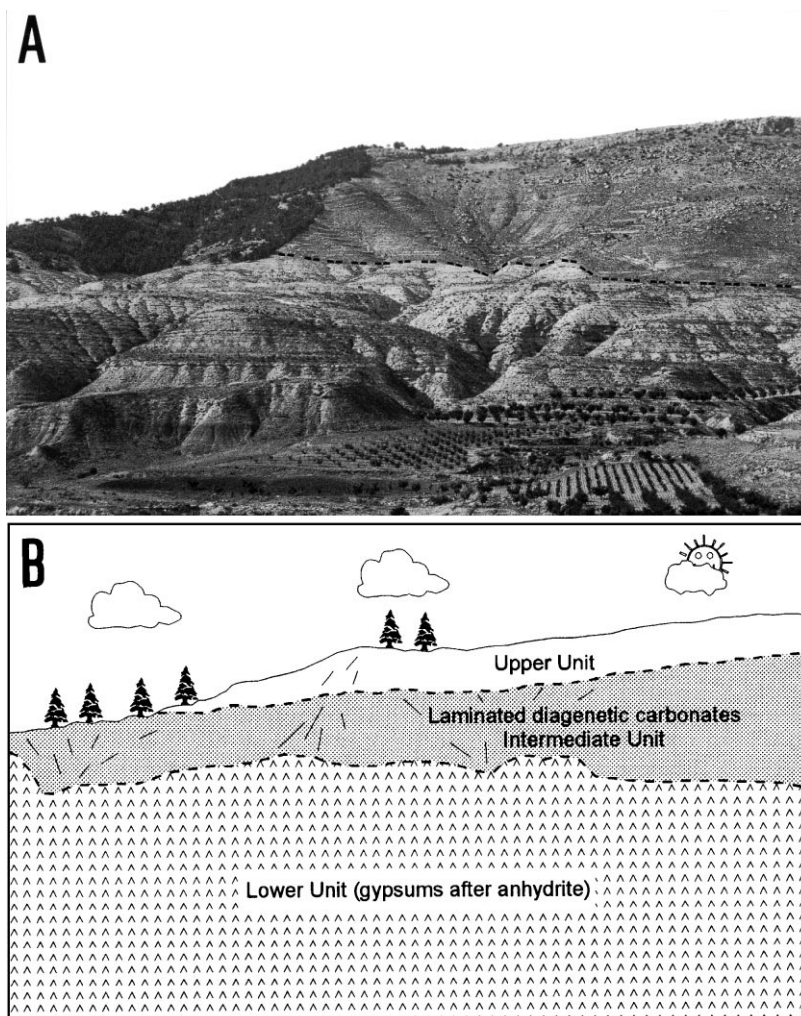 A
B
Upper Unit
Laminated diagenetic carbonates
Intermediate Unit
Lower Unit (gypsums after anhydrite)